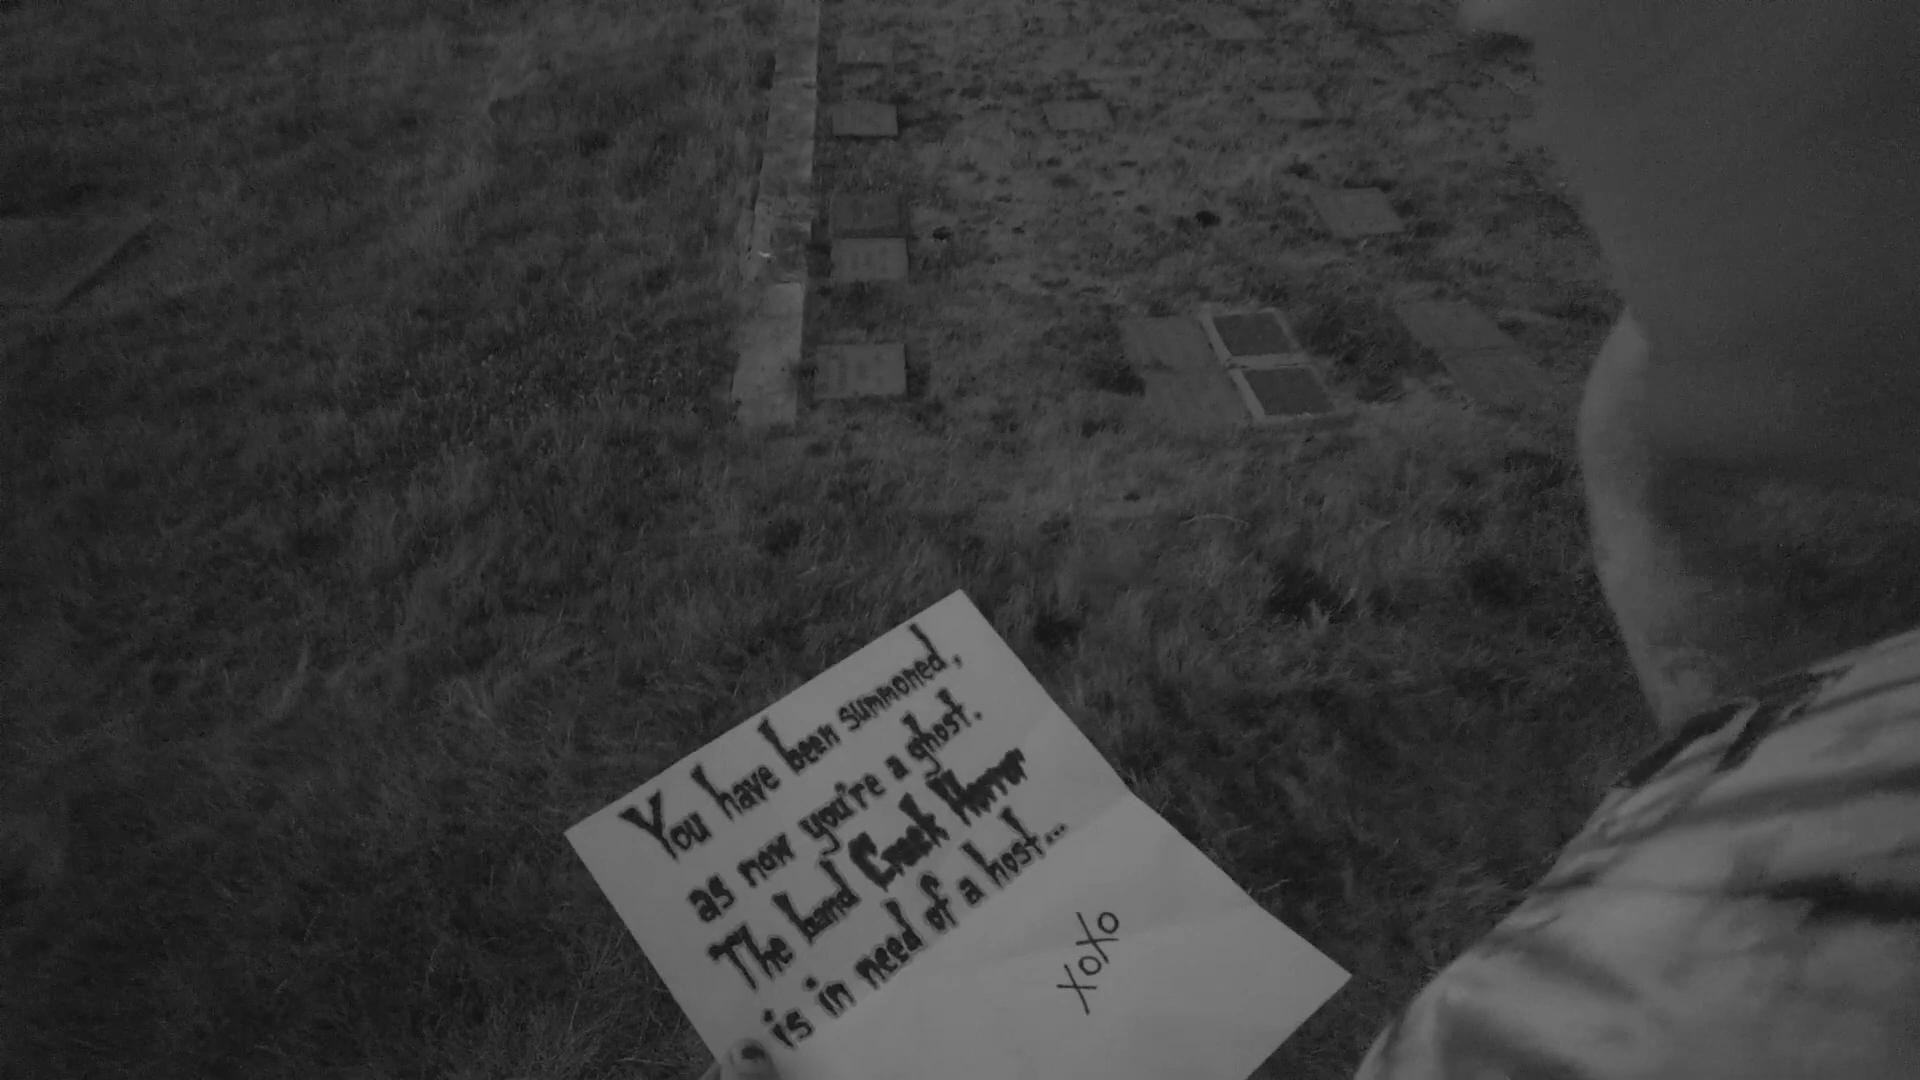 You have been summoned,
as now you're a ghost.
The band Creek Horror
is in need of a host...
XOXO